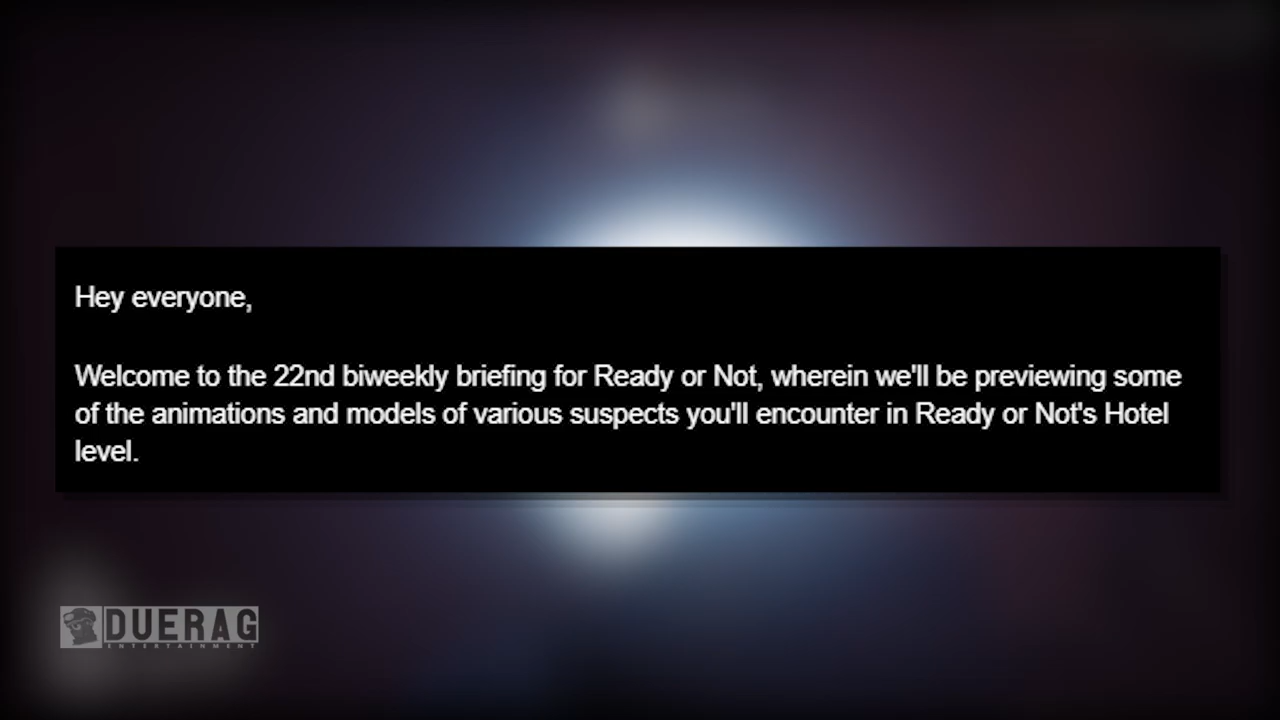 Hey everyone,
Welcome to the 22nd biweekly briefing for Ready or Not, wherein we'll be previewing some
of the animations and models of various suspects you'll encounter in Ready or Not's Hotel
level.
DUERAG
ENTERTAINMENT